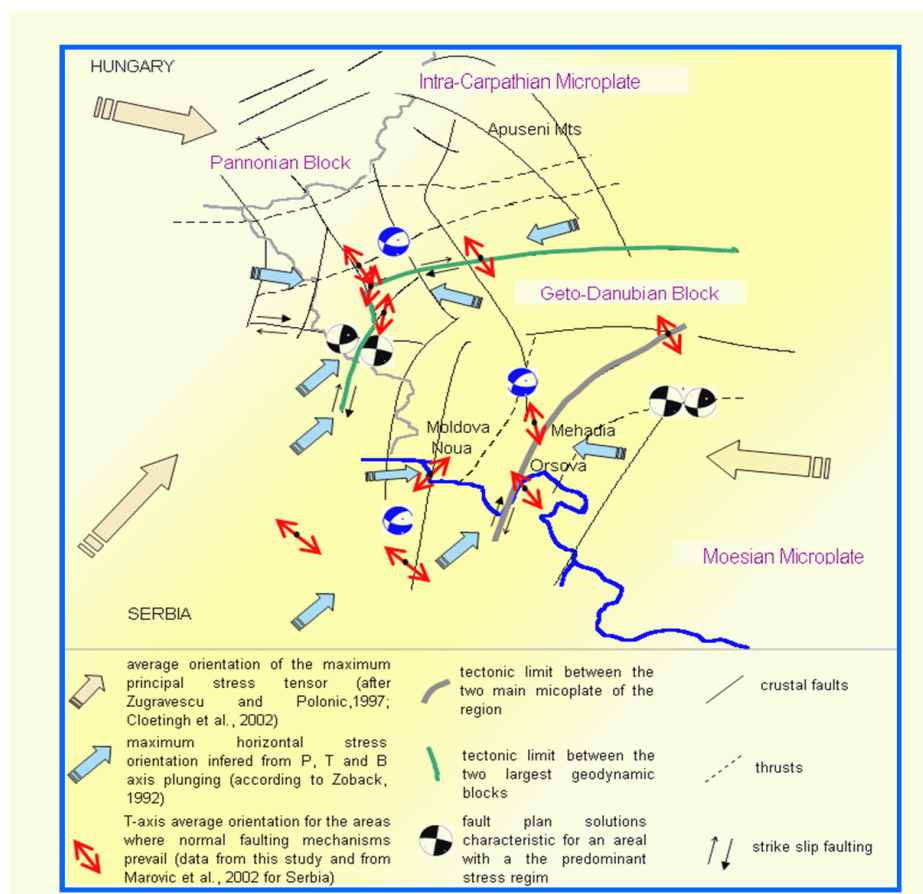 HUNGARY
Intra-Carpathian Microplate
Apuseni Mts
Pannonian Block
Geto-Danubian Block
Moldova
Noua
Mehadia
Orsova
Moesian Microplate
SERBIA
average orientation of the maximum
principal stress tensor (after
Zugravescu and Polonic,1997;
Cloetingh et al., 2002)
maximum horizontal stress
orientation infered from P, T and B
axis plunging (according to Zoback,
1992)
T-axis average orientation for the areas
where normal faulting mechanisms
prevail (data from this study and from
Marovic et al., 2002 for Serbia)
tectonic limit between the
two main micoplate of the
region
tectonic limit between the
two largest geodynamic
blocks
fault plan solutions
characteristic for an areal
with a the predominant
stress regim
crustal faults
thrusts
strike slip faulting